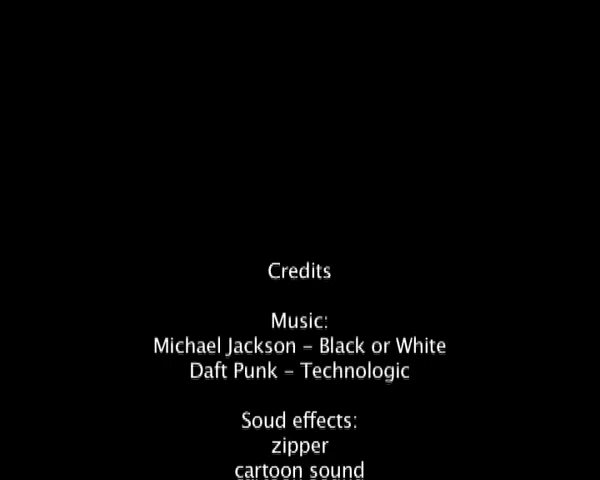 Credits
Music:
Michael Jackson – Black or White
Daft Punk – Technologic
Soud effects:
zipper
cartoon sound